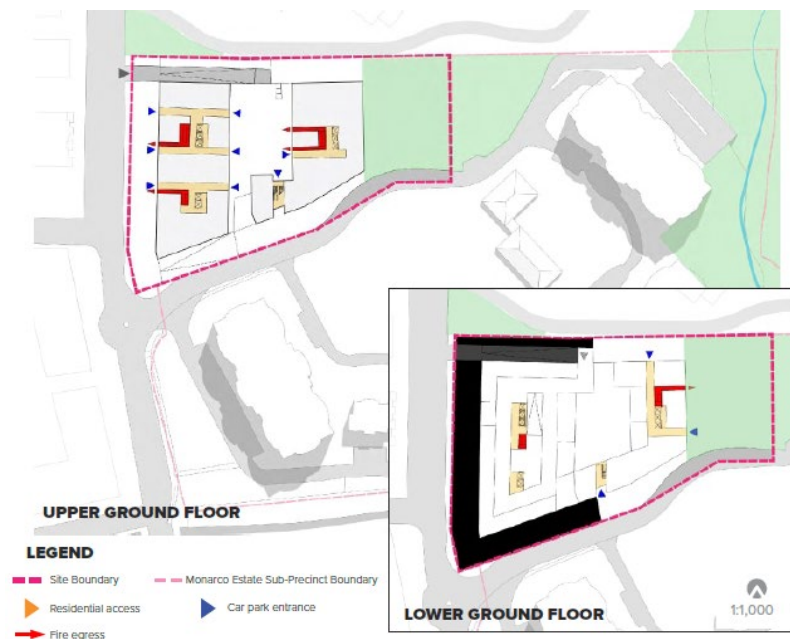 UPPER GROUND FLOOR
LEGEND
Site Boundary
Monarco Estate Sub-Precinct Boundary
Residential access
Car park entrance
Fire egress
LOWER GROUND FLOOR
1:1,000